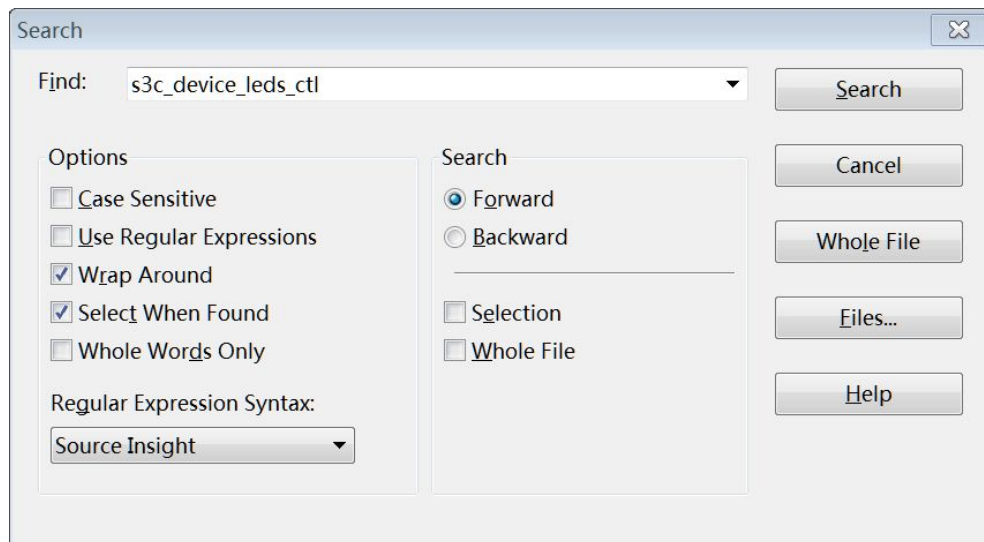 Search
Find: s3c_device_leds_ctl
Search
Options
Case Sensitive
Use Regular Expressions
Wrap Around
Select When Found
Whole Words Only
Regular Expression Syntax:
Source Insight
Search
Forward
Backward
Selection
Whole File
Cancel
Whole File
Files...
Help